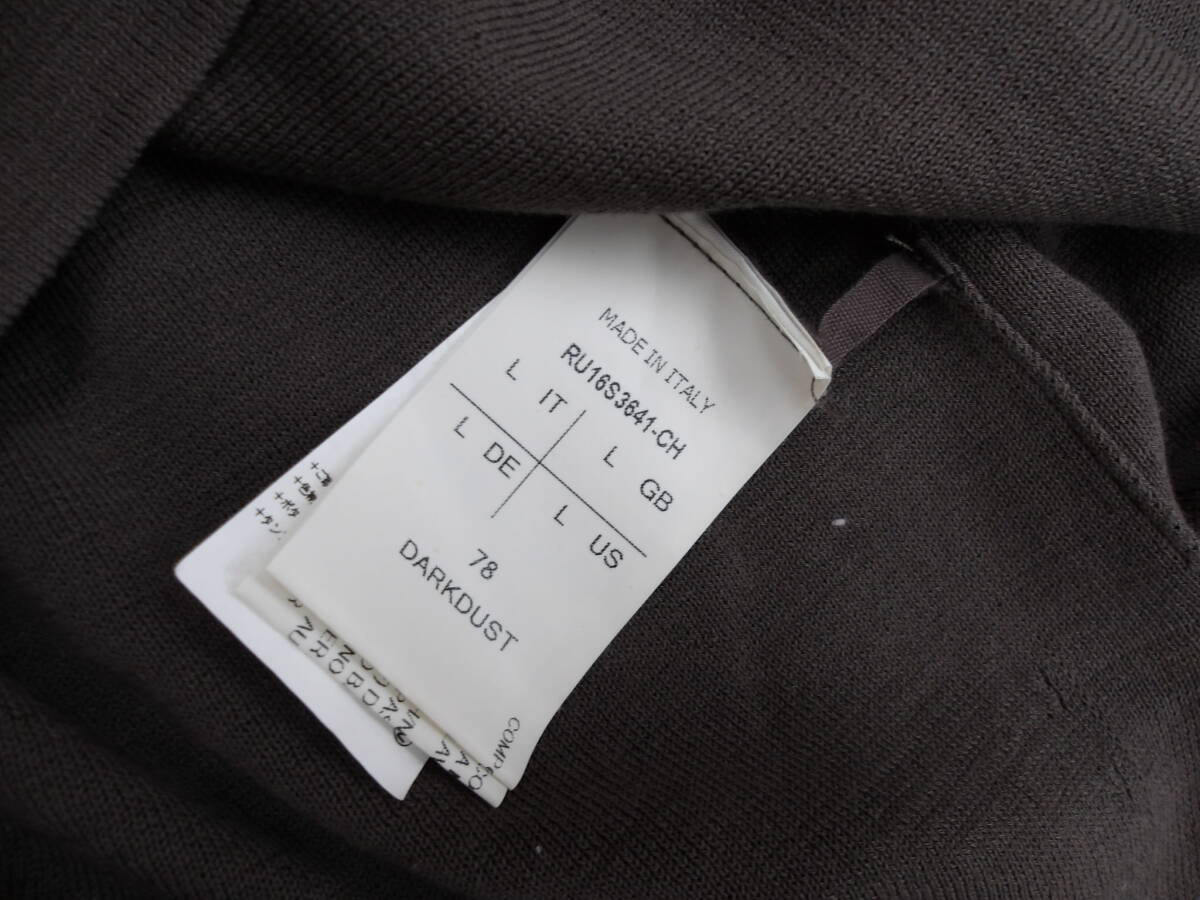 MADE IN ITALY
RU16S3641-CH
L IT L GB
L DE L US
78
DARKDUST